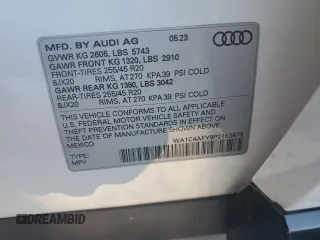 MFD. BY AUDI AG 05 23
GVWR KG 2605, LBS 5743
GAWR FRONT KG 1320, LBS 2910
FRONT-TIRES 255/45 R20
8JX20 RIMS, AT 270 KPA 39 PSI COLD
GAWR REAR KG 1380, LBS 3042
REAR-TIRES 255/45 R20
8JX20 RIMS, AT 270 KPA 39 PSI COLD
THIS VEHICLE CONFORMS TO ALL APPLICABLE
U.S. FEDERAL MOTOR VEHICLE SAFETY
STANDARDS IN EFFECT ON THE
DATE OF MANUFACTURE SHOWN ABOVE.
MEXICO WA1C4AFY9P2153473
TYPE:
MPV
DREAMBID